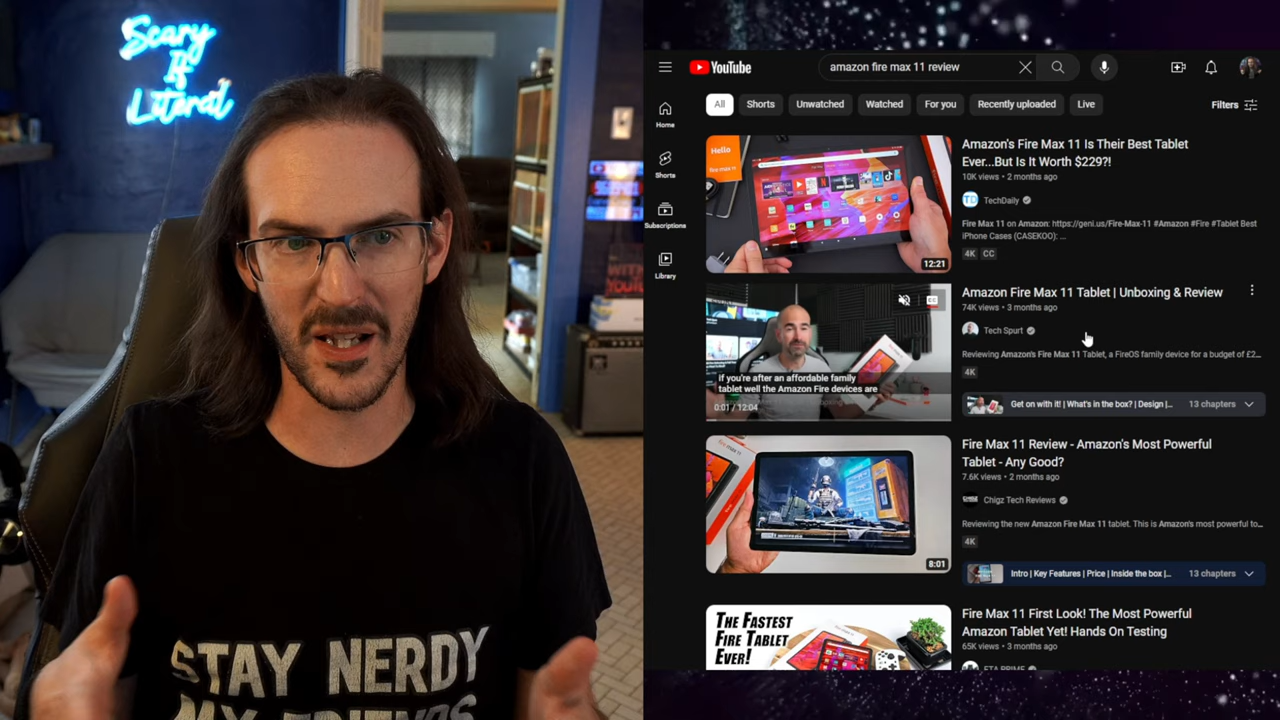 Scary
Is
Literal
STAY NERDY
MY FRIENDS
YouTube
amazon fire max 11 review
All
Shorts
Unwatched
Watched
For you
Recently uploaded
Live
Filters
Home
Shorts
Subscriptions
Library
Hello
12:21
Amazon's Fire Max 11 Is Their Best Tablet
Ever...But Is It Worth $229?!
10K views • 2 months ago
TD
TechDaily
Fire Max 11 on Amazon: https://geni.us/Fire-Max-11 #Amazon #Fire #Tablet Best
iPhone Cases (CASEKOO): ...
4K CC
If you're after an affordable family
tablet well the Amazon Fire devices are
0:01 / 12:04
CC
Amazon Fire Max 11 Tablet | Unboxing & Review
74K views • 3 months ago
Tech Spurt
Reviewing Amazon's Fire Max 11 Tablet, a FireOS family device for a budget of £2...
4K
Get on with it! | What's in the box? | Design |...
13 chapters
8:01
Fire Max 11 Review - Amazon's Most Powerful
Tablet - Any Good?
7.6K views • 2 months ago
Chigz Tech Reviews
Reviewing the new Amazon Fire Max 11 tablet. This is Amazon's most powerful to...
4K
Intro | Key Features | Price | Inside the box |...
13 chapters
THE FASTEST
FIRE TABLET
EVER!
Fire Max 11 First Look! The Most Powerful
Amazon Tablet Yet! Hands On Testing
65K views • 3 months ago
ETA PRIME